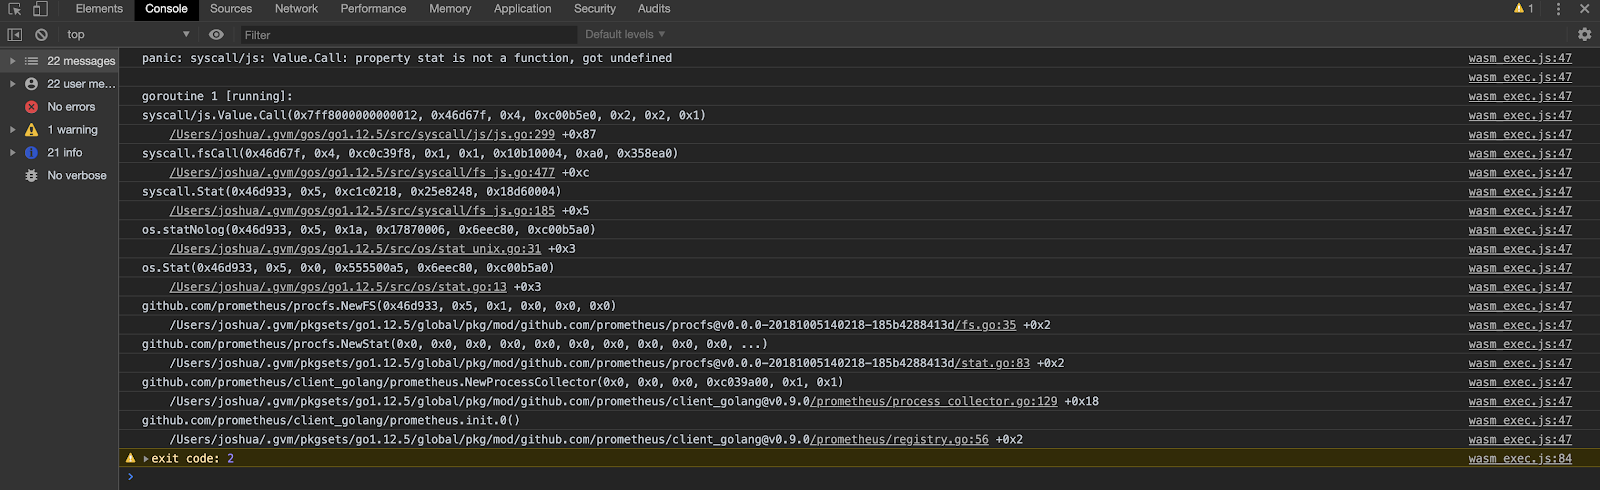 Elements Console Sources Network Performance Memory Application Security Audits 1
top Filter Default levels
22 messages
22 user me...
No errors
1 warning
21 info
No verbose
panic: syscall/js: Value.Call: property stat is not a function, got undefined wasm_exec.js:47
wasm_exec.js:47
goroutine 1 [running]: wasm_exec.js:47
syscall/js.Value.Call(0x7ff8000000000012, 0x46d67f, 0x4, 0xc00b5e0, 0x2, 0x2, 0x1) wasm_exec.js:47
/Users/joshua/.gvm/gos/go1.12.5/src/syscall/js/js.go:299 +0x87 wasm_exec.js:47
syscall.fsCall(0x46d67f, 0x4, 0xc0c39f8, 0x1, 0x1, 0x10b10004, 0xa0, 0x358ea0) wasm_exec.js:47
/Users/joshua/.gvm/gos/go1.12.5/src/syscall/fs_js.go:477 +0xc wasm_exec.js:47
syscall.Stat(0x46d933, 0x5, 0xc1c0218, 0x25e8248, 0x18d60004) wasm_exec.js:47
/Users/joshua/.gvm/gos/go1.12.5/src/syscall/fs_js.go:185 +0x5 wasm_exec.js:47
os.statNolog(0x46d933, 0x5, 0x1a, 0x17870006, 0x6eec80, 0xc00b5a0) wasm_exec.js:47
/Users/joshua/.gvm/gos/go1.12.5/src/os/stat_unix.go:31 +0x3 wasm_exec.js:47
os.Stat(0x46d933, 0x5, 0x0, 0x555500a5, 0x6eec80, 0xc00b5a0) wasm_exec.js:47
/Users/joshua/.gvm/gos/go1.12.5/src/os/stat.go:13 +0x3 wasm_exec.js:47
github.com/prometheus/procfs.NewFS(0x46d933, 0x5, 0x1, 0x0, 0x0, 0x0) wasm_exec.js:47
/Users/joshua/.gvm/pkgsets/go1.12.5/global/pkg/mod/github.com/prometheus/procfs@v0.0.0-20181005140218-185b4288413d/fs.go:35 +0x2 wasm_exec.js:47
github.com/prometheus/procfs.NewStat(0x0, 0x0, 0x0, 0x0, 0x0, 0x0, 0x0, 0x0, 0x0, 0x0, ...) wasm_exec.js:47
/Users/joshua/.gvm/pkgsets/go1.12.5/global/pkg/mod/github.com/prometheus/procfs@v0.0.0-20181005140218-185b4288413d/stat.go:83 +0x2 wasm_exec.js:47
github.com/prometheus/client_golang/prometheus.NewProcessCollector(0x0, 0x0, 0x0, 0xc039a00, 0x1, 0x1) wasm_exec.js:47
/Users/joshua/.gvm/pkgsets/go1.12.5/global/pkg/mod/github.com/prometheus/client_golang@v0.9.0/prometheus/process_collector.go:129 +0x18 wasm_exec.js:47
github.com/prometheus/client_golang/prometheus.init.0() wasm_exec.js:47
/Users/joshua/.gvm/pkgsets/go1.12.5/global/pkg/mod/github.com/prometheus/client_golang@v0.9.0/prometheus/registry.go:56 +0x2 wasm_exec.js:47
exit code: 2 wasm_exec.js:84